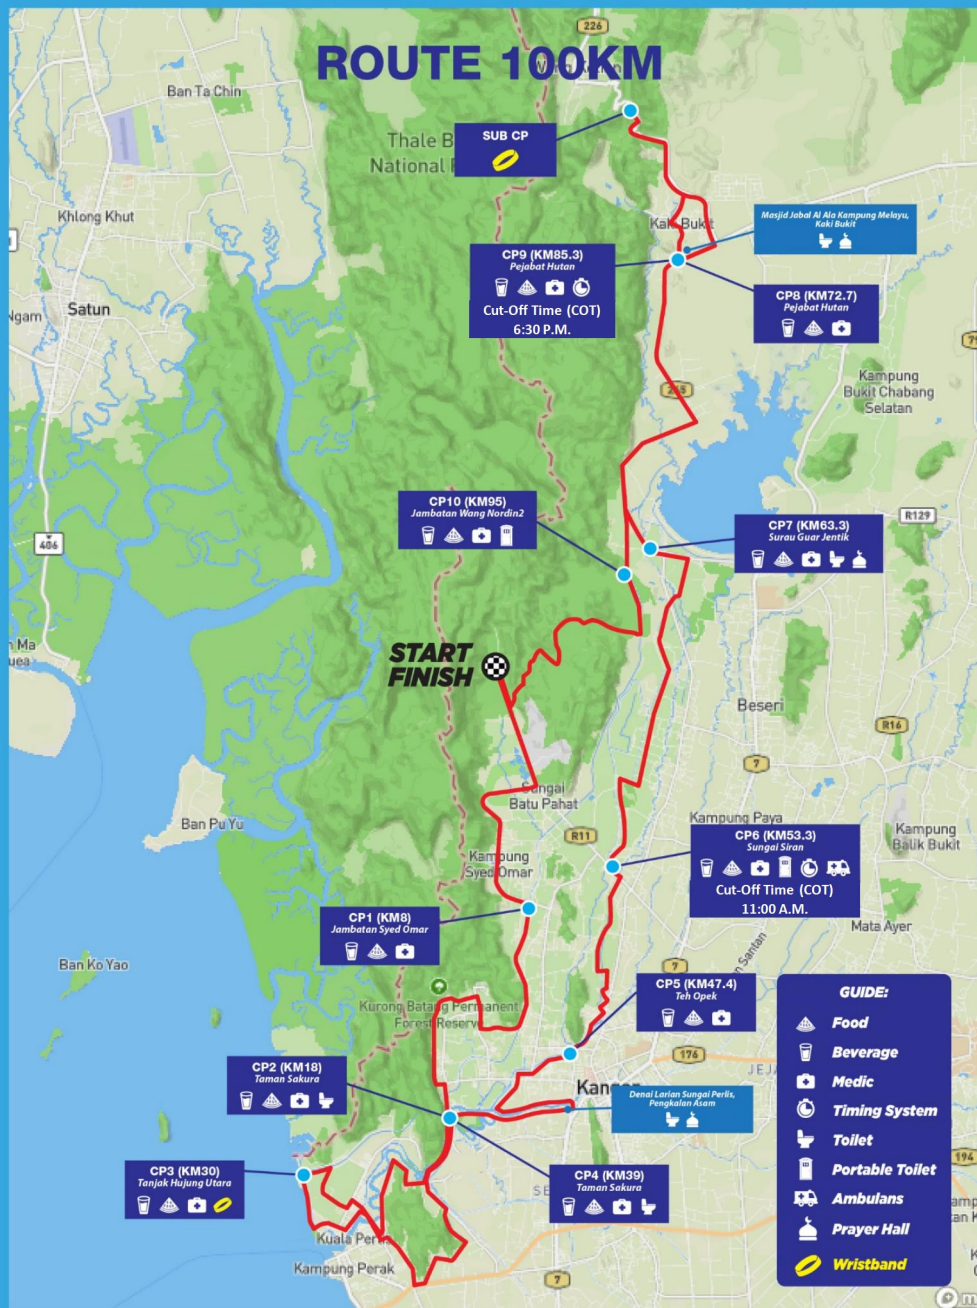 226
ROUTE 100KM
Ban Ta Chin
SUB CP
Thale B
National
Khlong Khut
Kaki Bukit
Masjid Jabal Al Ala Kampung Melayu,
Kaki Bukit
CP9 (KM85.3)
Pejabat Hutan
Cut-Off Time (COT)
6:30 P.M.
CP8 (KM72.7)
Pejabat Hutan
Satun
Ngam
Kampung
Bukit Chabang
Selatan
CP10 (KM95)
Jambatan Wang Nordin2
R129
406
CP7 (KM63.3)
Surau Guar Jentik
START
FINISH
Beseri
R16
7
Sungai
Batu Pahat
Ban Pu Yu
R11
Kampung Paya
Kampung
Balik Bukit
CP6 (KM53.3)
Sungai Siran
Cut-Off Time (COT)
11:00 A.M.
Kampung
Syed Omar
CP1 (KM8)
Jambatan Syed Omar
Mata Ayer
Ban Ko Yao
Santan
7
CP5 (KM47.4)
Teh Opek
Kurong Batang Permanent
Forest Reserve
176
CP2 (KM18)
Taman Sakura
Denai Larian Sungai Perlis,
Pengkalan Asam
CP3 (KM30)
Tanjak Hujung Utara
CP4 (KM39)
Taman Sakura
194
Kampung Perak
7
GUIDE:
Food
Beverage
Medic
Timing System
Toilet
Portable Toilet
Ambulans
Prayer Hall
Wristband